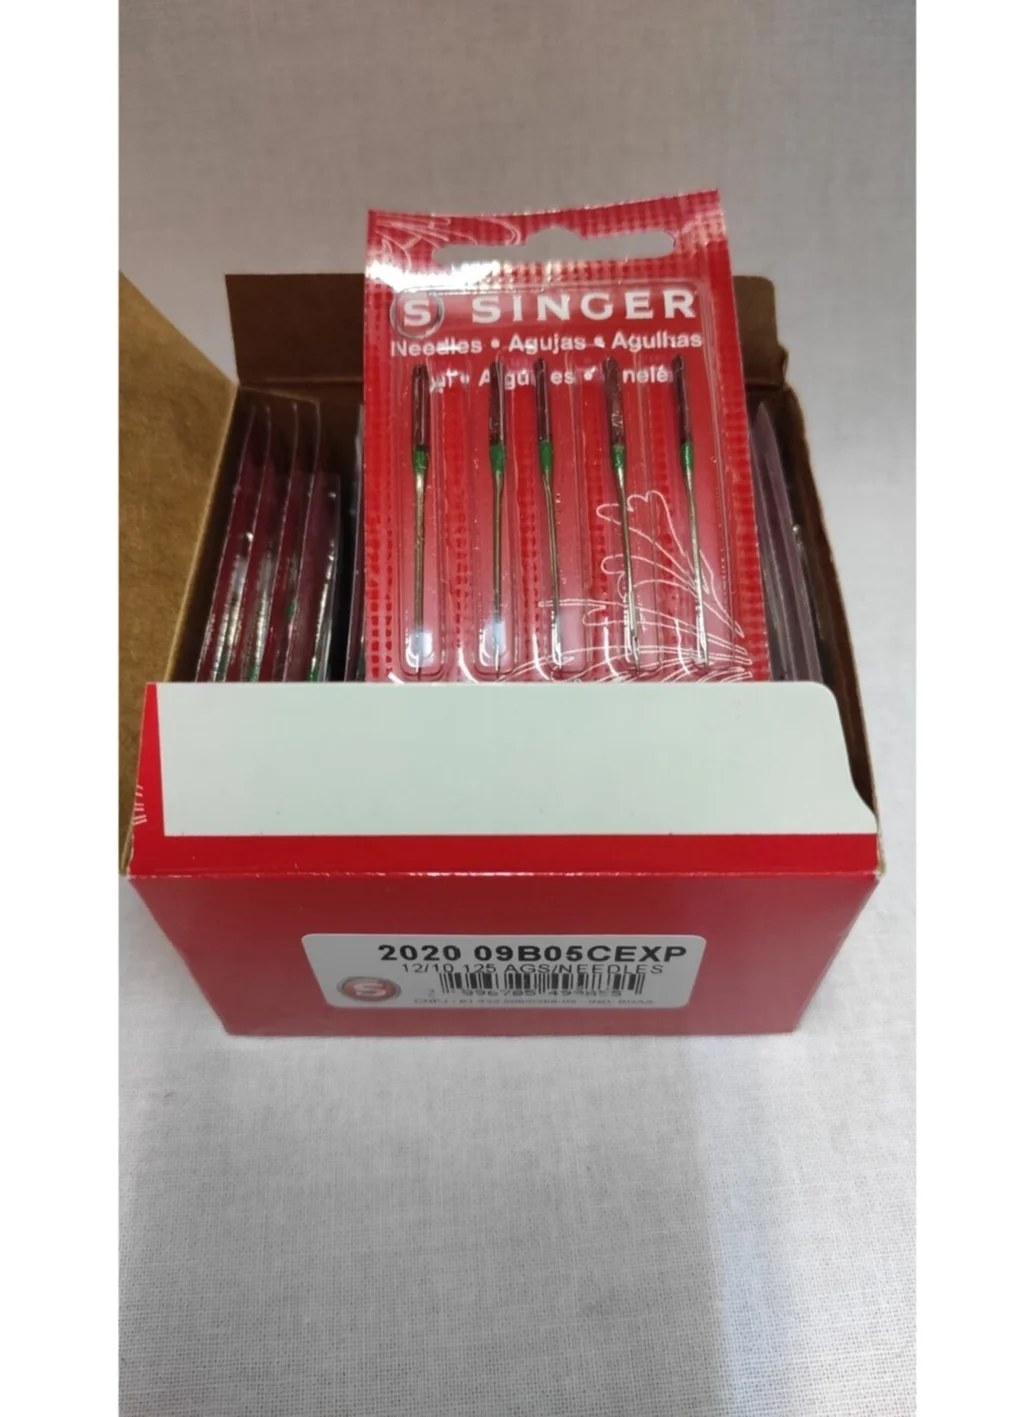 S SINGER
Needles • Agujas • Agulhas
2020 09B05CEXP
12/10 125 AGS/NEEDLES
S